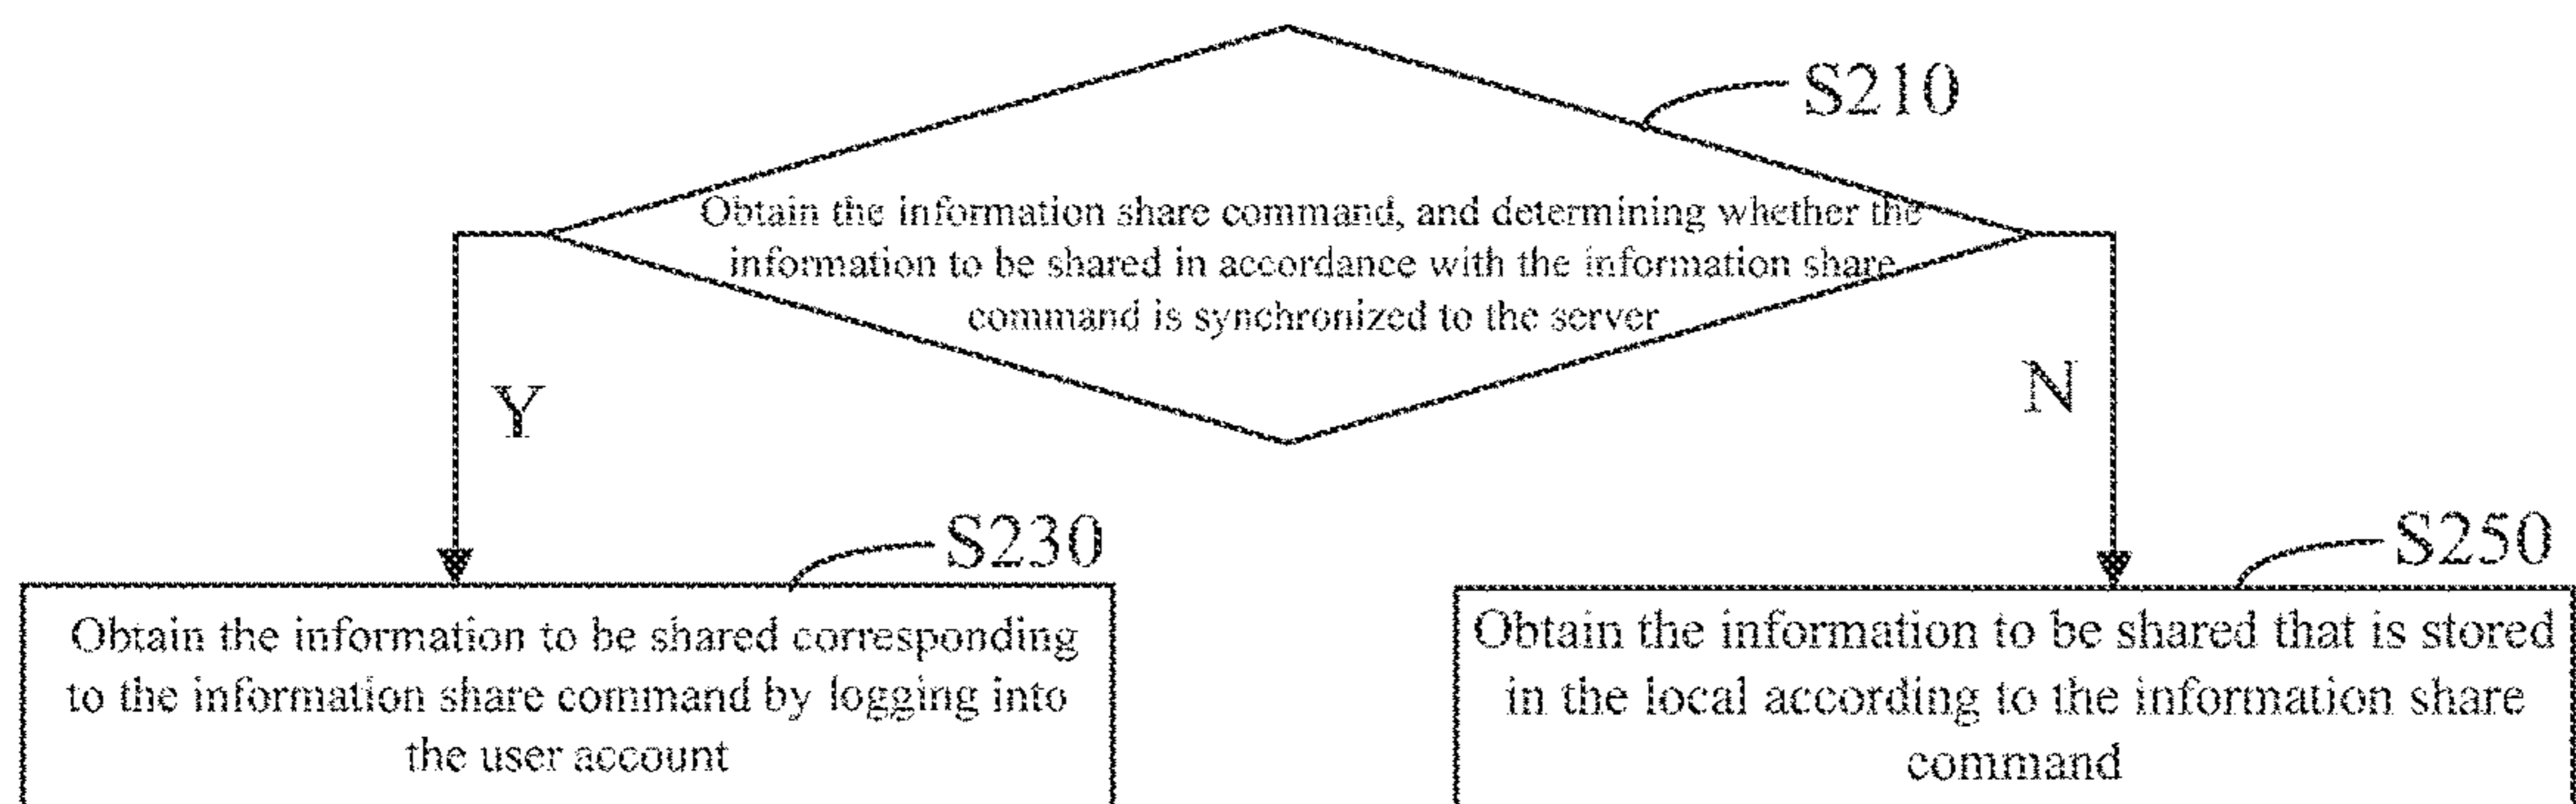 S210
Obtain the information share command, and determining whether the
information to be shared in accordance with the information share
command is synchronized to the server
Y
N
S230
S250
Obtain the information to be shared corresponding
to the information share command by logging into
the user account
Obtain the information to be shared that is stored
in the local according to the information share
command